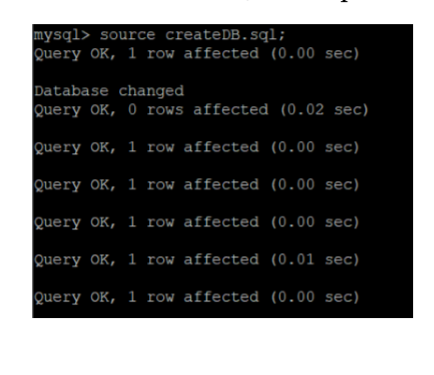 mysql> source createDB.sql;
Query OK, 1 row affected (0.00 sec)
Database changed
Query OK, 0 rows affected (0.02 sec)
Query OK, 1 row affected (0.00 sec)
Query OK, 1 row affected (0.00 sec)
Query OK, 1 row affected (0.00 sec)
Query OK, 1 row affected (0.01 sec)
Query OK, 1 row affected (0.00 sec)